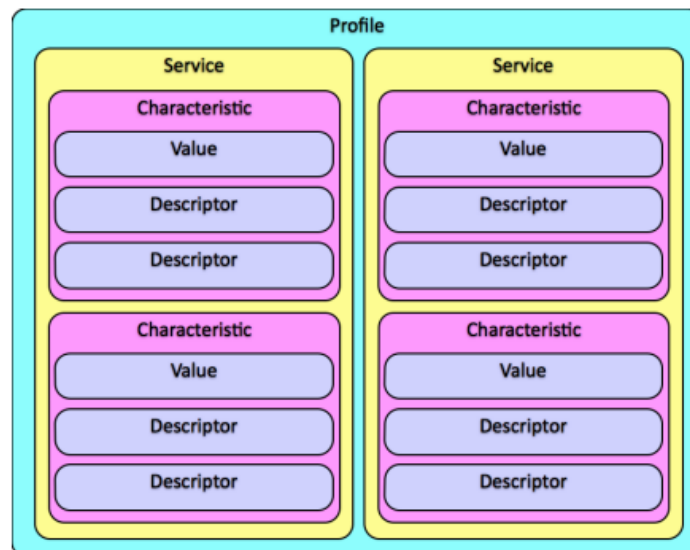 Profile
Service
Characteristic
Value
Descriptor
Descriptor
Characteristic
Value
Descriptor
Descriptor
Service
Characteristic
Value
Descriptor
Descriptor
Characteristic
Value
Descriptor
Descriptor